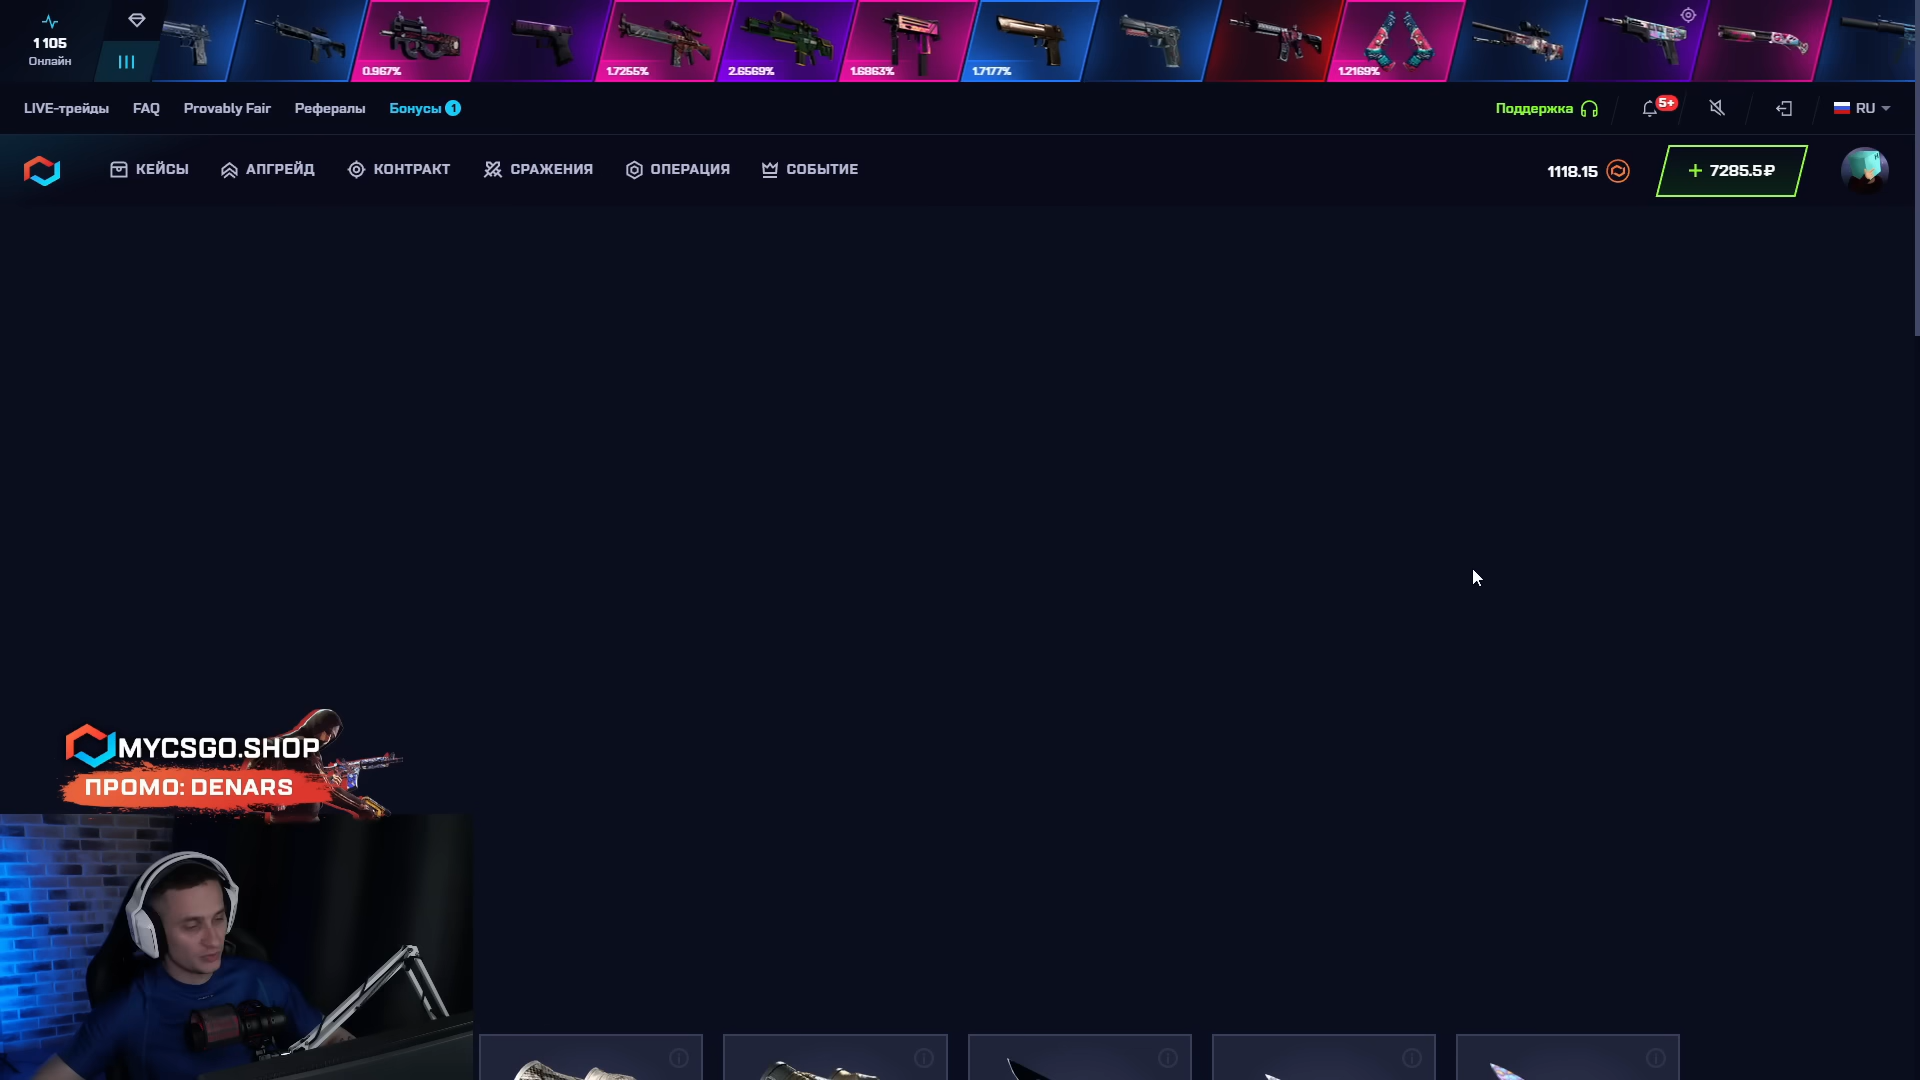 1 105
Онлайн
0.967%
1.7255%
2.6569%
1.6863%
1.7177%
1.2169%
LIVE-трейды
FAQ
Provably Fair
Рефералы
Бонусы 1
Поддержка
5+
RU
КЕЙСЫ
АПГРЕЙД
КОНТРАКТ
СРАЖЕНИЯ
ОПЕРАЦИЯ
СОБЫТИЕ
1118.15
+ 7285.5₽
MYCSGO.SHOP
ПРОМО: DENARS